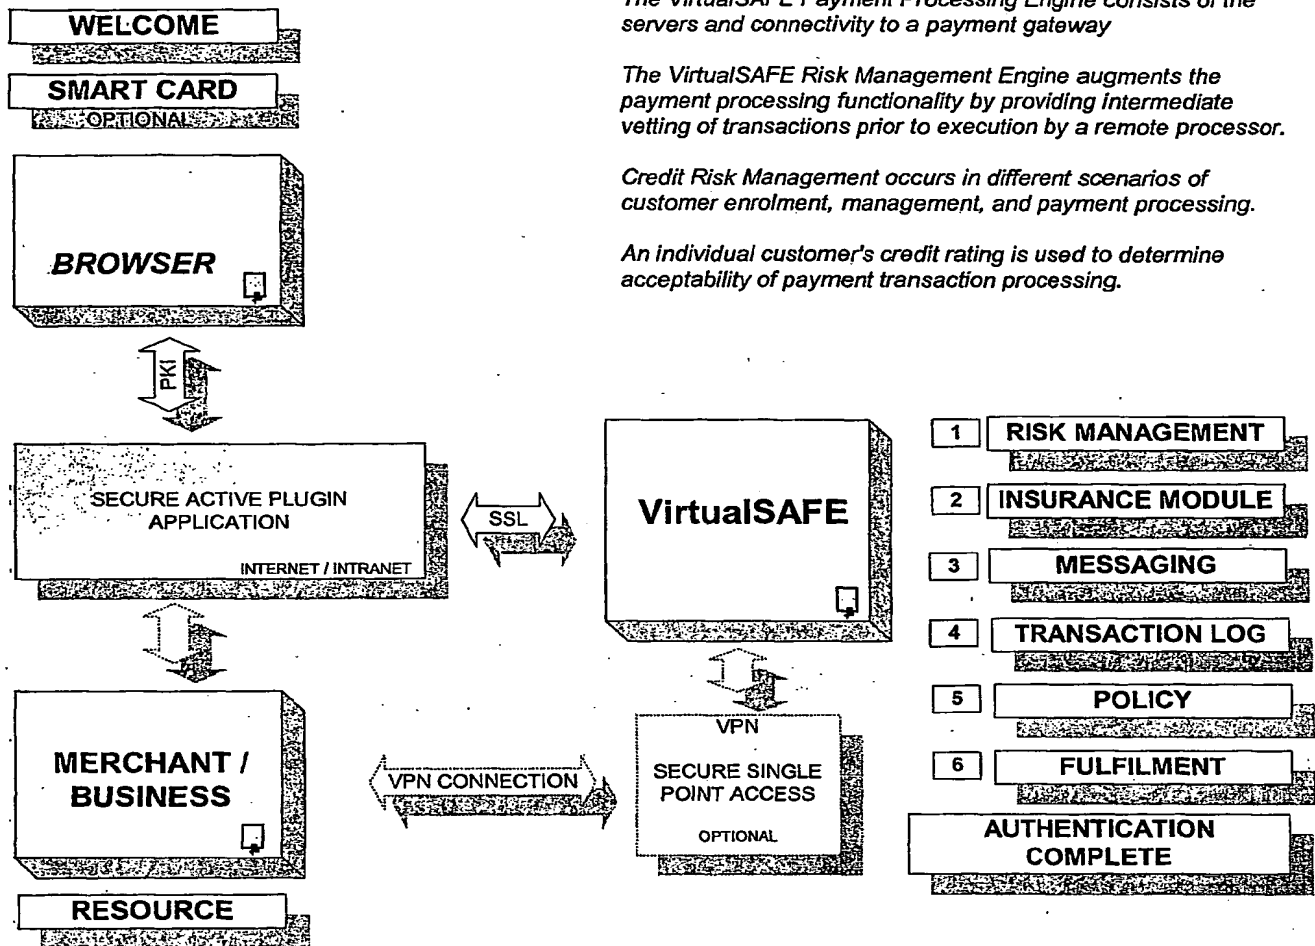 WELCOME
SMART CARD
OPTIONAL
BROWSER
PKI
The VirtualSAFE Payment Processing Engine consists of the
servers and connectivity to a payment gateway
The VirtualSAFE Risk Management Engine augments the
payment processing functionality by providing intermediate
vetting of transactions prior to execution by a remote processor.
Credit Risk Management occurs in different scenarios of
customer enrolment, management, and payment processing.
An individual customer's credit rating is used to determine
acceptability of payment transaction processing.
SECURE ACTIVE PLUGIN
APPLICATION
INTERNET / INTRANET
SSL
VirtualSAFE
MERCHANT /
BUSINESS
RESOURCE
VPN CONNECTION
VPN
SECURE SINGLE
POINT ACCESS
OPTIONAL
1 RISK MANAGEMENT
2 INSURANCE MODULE
3 MESSAGING
4 TRANSACTION LOG
5 POLICY
6 FULFILMENT
AUTHENTICATION
COMPLETE